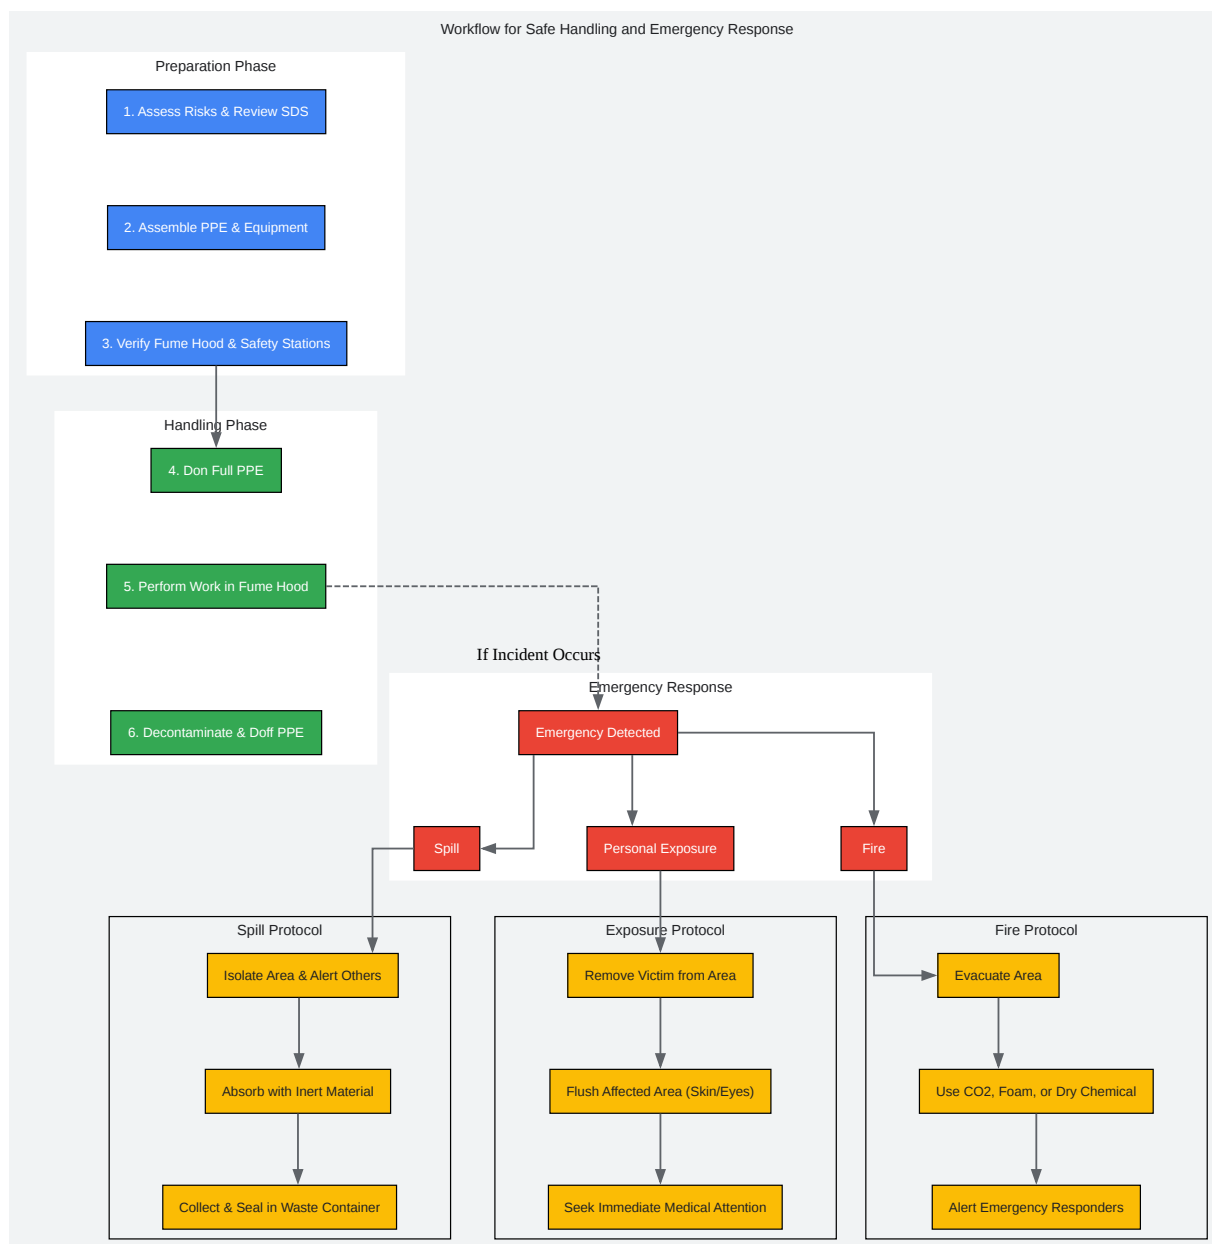 Workflow for Safe Handling and Emergency Response
Preparation Phase
1. Assess Risks & Review SDS
2. Assemble PPE & Equipment
3. Verify Fume Hood & Safety Stations
Handling Phase
4. Don Full PPE
5. Perform Work in Fume Hood
If Incident Occurs
Emergency Response
Emergency Detected
6. Decontaminate & Doff PPE
Spill
Personal Exposure
Fire
Spill Protocol
Isolate Area & Alert Others
Absorb with Inert Material
Collect & Seal in Waste Container
Exposure Protocol
Remove Victim from Area
Flush Affected Area (Skin/Eyes)
Seek Immediate Medical Attention
Fire Protocol
Evacuate Area
Use CO2, Foam, or Dry Chemical
Alert Emergency Responders